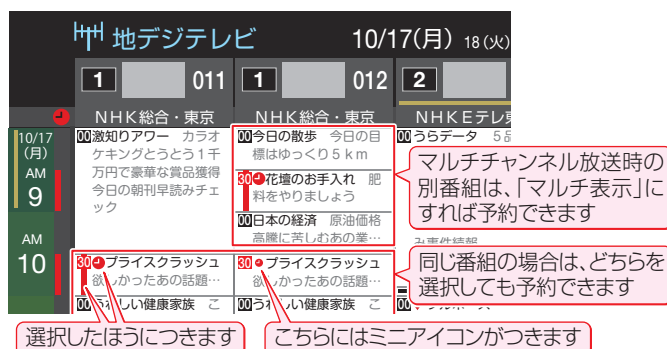 地デジテレビ 10/17(月) 18(火)
1 011 1 012 2
NHK総合・東京 NHK総合・東京 NHKEテレ
10/17
(月)
AM
9
00激知りアワー カラオ
ケキングとうとう1千
万円で豪華な賞品獲得
今日の朝刊早読みチェ
ック
00今日の散歩 今日の目
標はゆっくり5km
30花壇のお手入れ 肥
料をやりましょう
00日本の経済 原油価格
高騰に苦しむあの業…
00うらデータ
マルチチャンネル放送時の
別番組は、「マルチ表示」に
すれば予約できます
AM
10
30プライスクラッシュ
欲しかったあの話題…
00うれしい健康家族 こ
30プライスクラッシュ
欲しかったあの話題…
00うれしい健康家族 こ
00
同じ番組の場合は、どちらを
選択しても予約できます
選択したほうにつきます
こちらにはミニアイコンがつきます